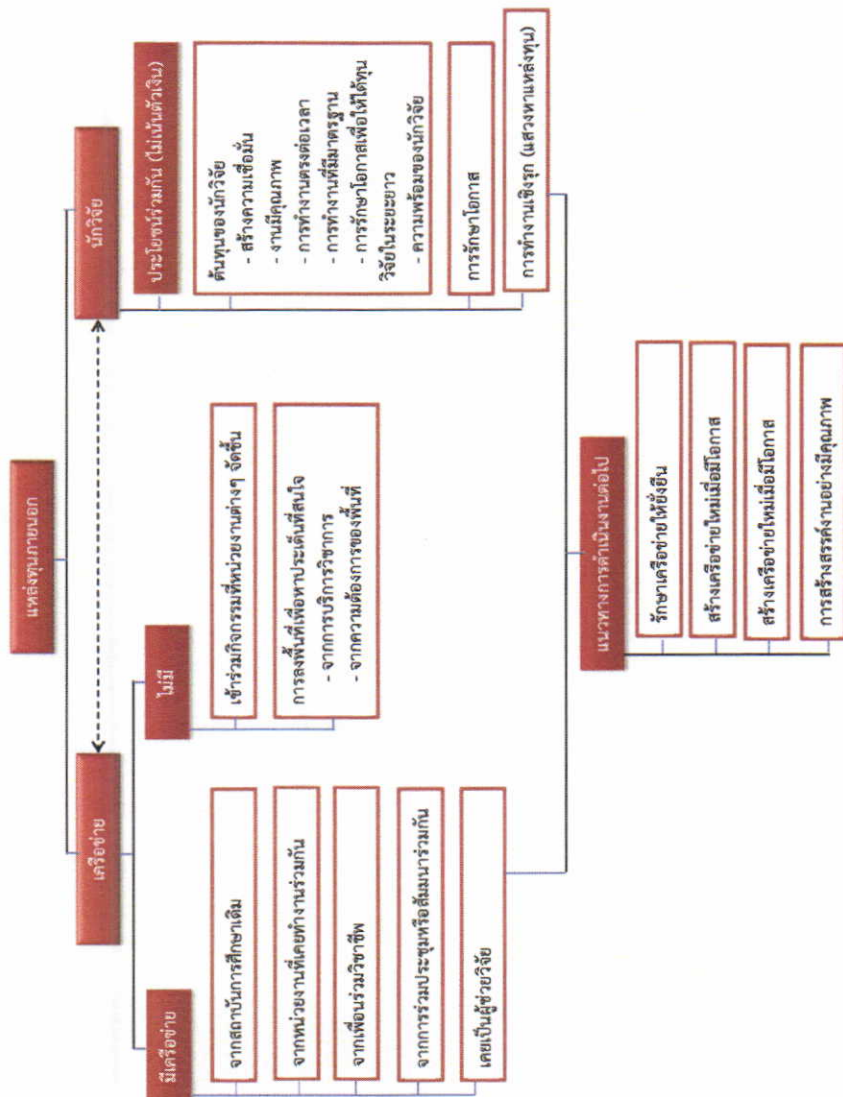 แหล่งทุนภายนอก
เครือข่าย
นักวิจัย
มีเครือข่าย
ไม่มี
จากสถาบันการศึกษาเดิม
จากหน่วยงานที่เคยทำงานร่วมกัน
จากเพื่อนร่วมวิชาชีพ
จากการร่วมประชุมหรือสัมมนาร่วมกัน
เคยเป็นผู้ช่วยวิจัย
เข้าร่วมกิจกรรมที่หน่วยงานต่างๆ จัดขึ้น
การลงพื้นที่เพื่อหาประเด็นที่สนใจ
- จากการบริการวิชาการ
- จากความต้องการของพื้นที่
ประโยชน์ร่วมกัน (ไม่เน้นตัวเงิน)
ต้นทุนของนักวิจัย
- สร้างความเชื่อมั่น
- งานมีคุณภาพ
- การทำงานตรงต่อเวลา
- การทำงานที่มีมาตรฐาน
- การรักษาโอกาสเพื่อให้ได้ทุน
วิจัยในระยะยาว
- ความพร้อมของนักวิจัย
การรักษาโอกาส
การทำงานเชิงรุก (แสวงหาแหล่งทุน)
แนวทางการดำเนินงานต่อไป
รักษาเครือข่ายให้ยั่งยืน
สร้างเครือข่ายใหม่เมื่อมีโอกาส
สร้างเครือข่ายใหม่เมื่อมีโอกาส
การสร้างสรรค์งานอย่างมีคุณภาพ